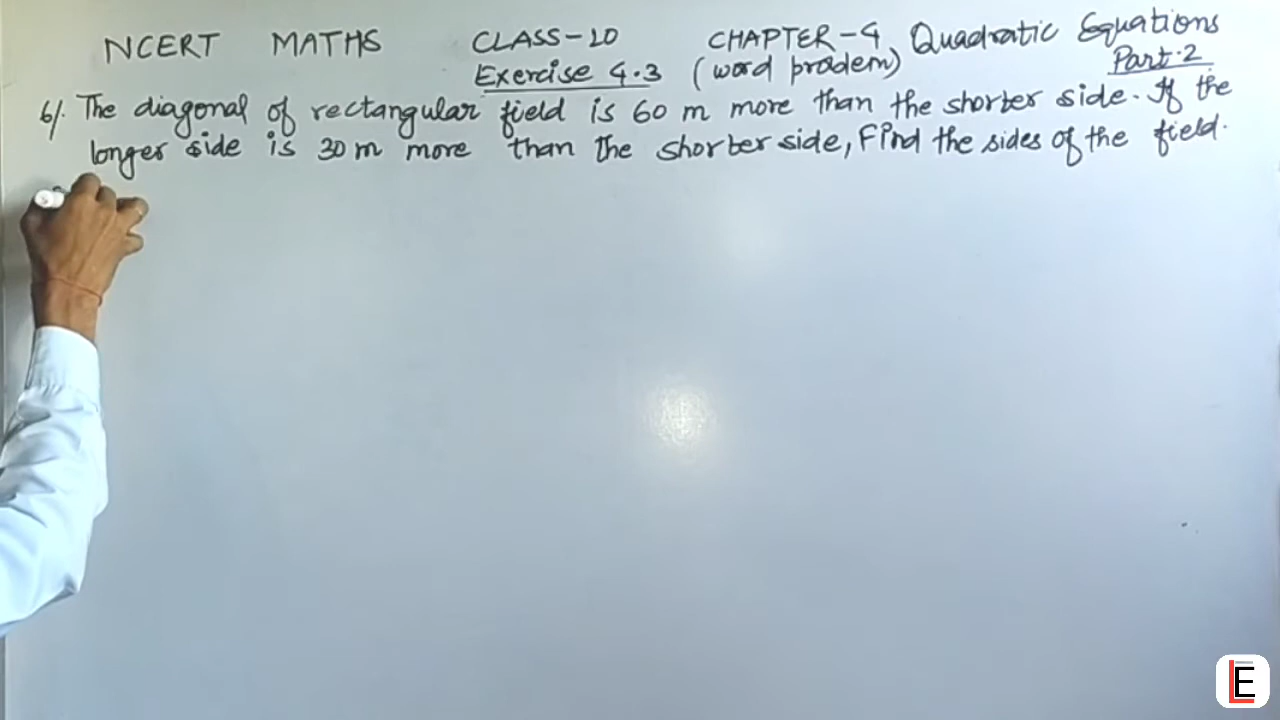 NCERT MATHS CLASS-10 CHAPTER-4 Quadratic Equations
Exercise 4.3 (word problem) Part-2
6/. The diagonal of rectangular field is 60 m more than the shorter side. If the
longer side is 30 m more than the shorter side, Find the sides of the field.
LE